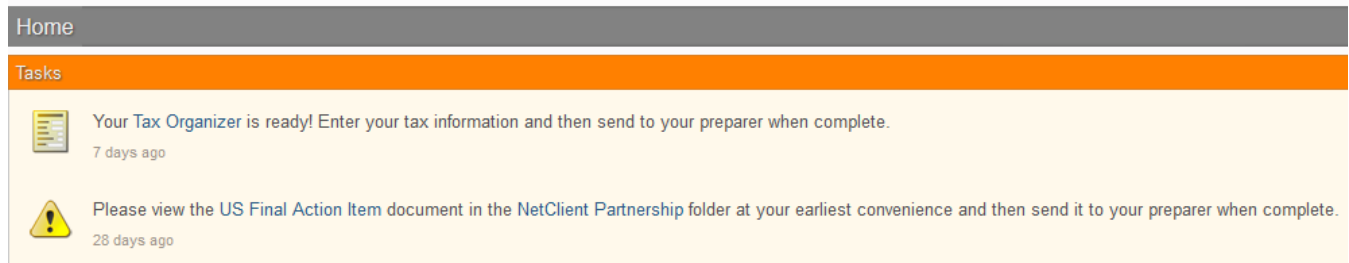 Home
Tasks
Your Tax Organizer is ready! Enter your tax information and then send to your preparer when complete.
7 days ago
Please view the US Final Action Item document in the NetClient Partnership folder at your earliest convenience and then send it to your preparer when complete.
28 days ago